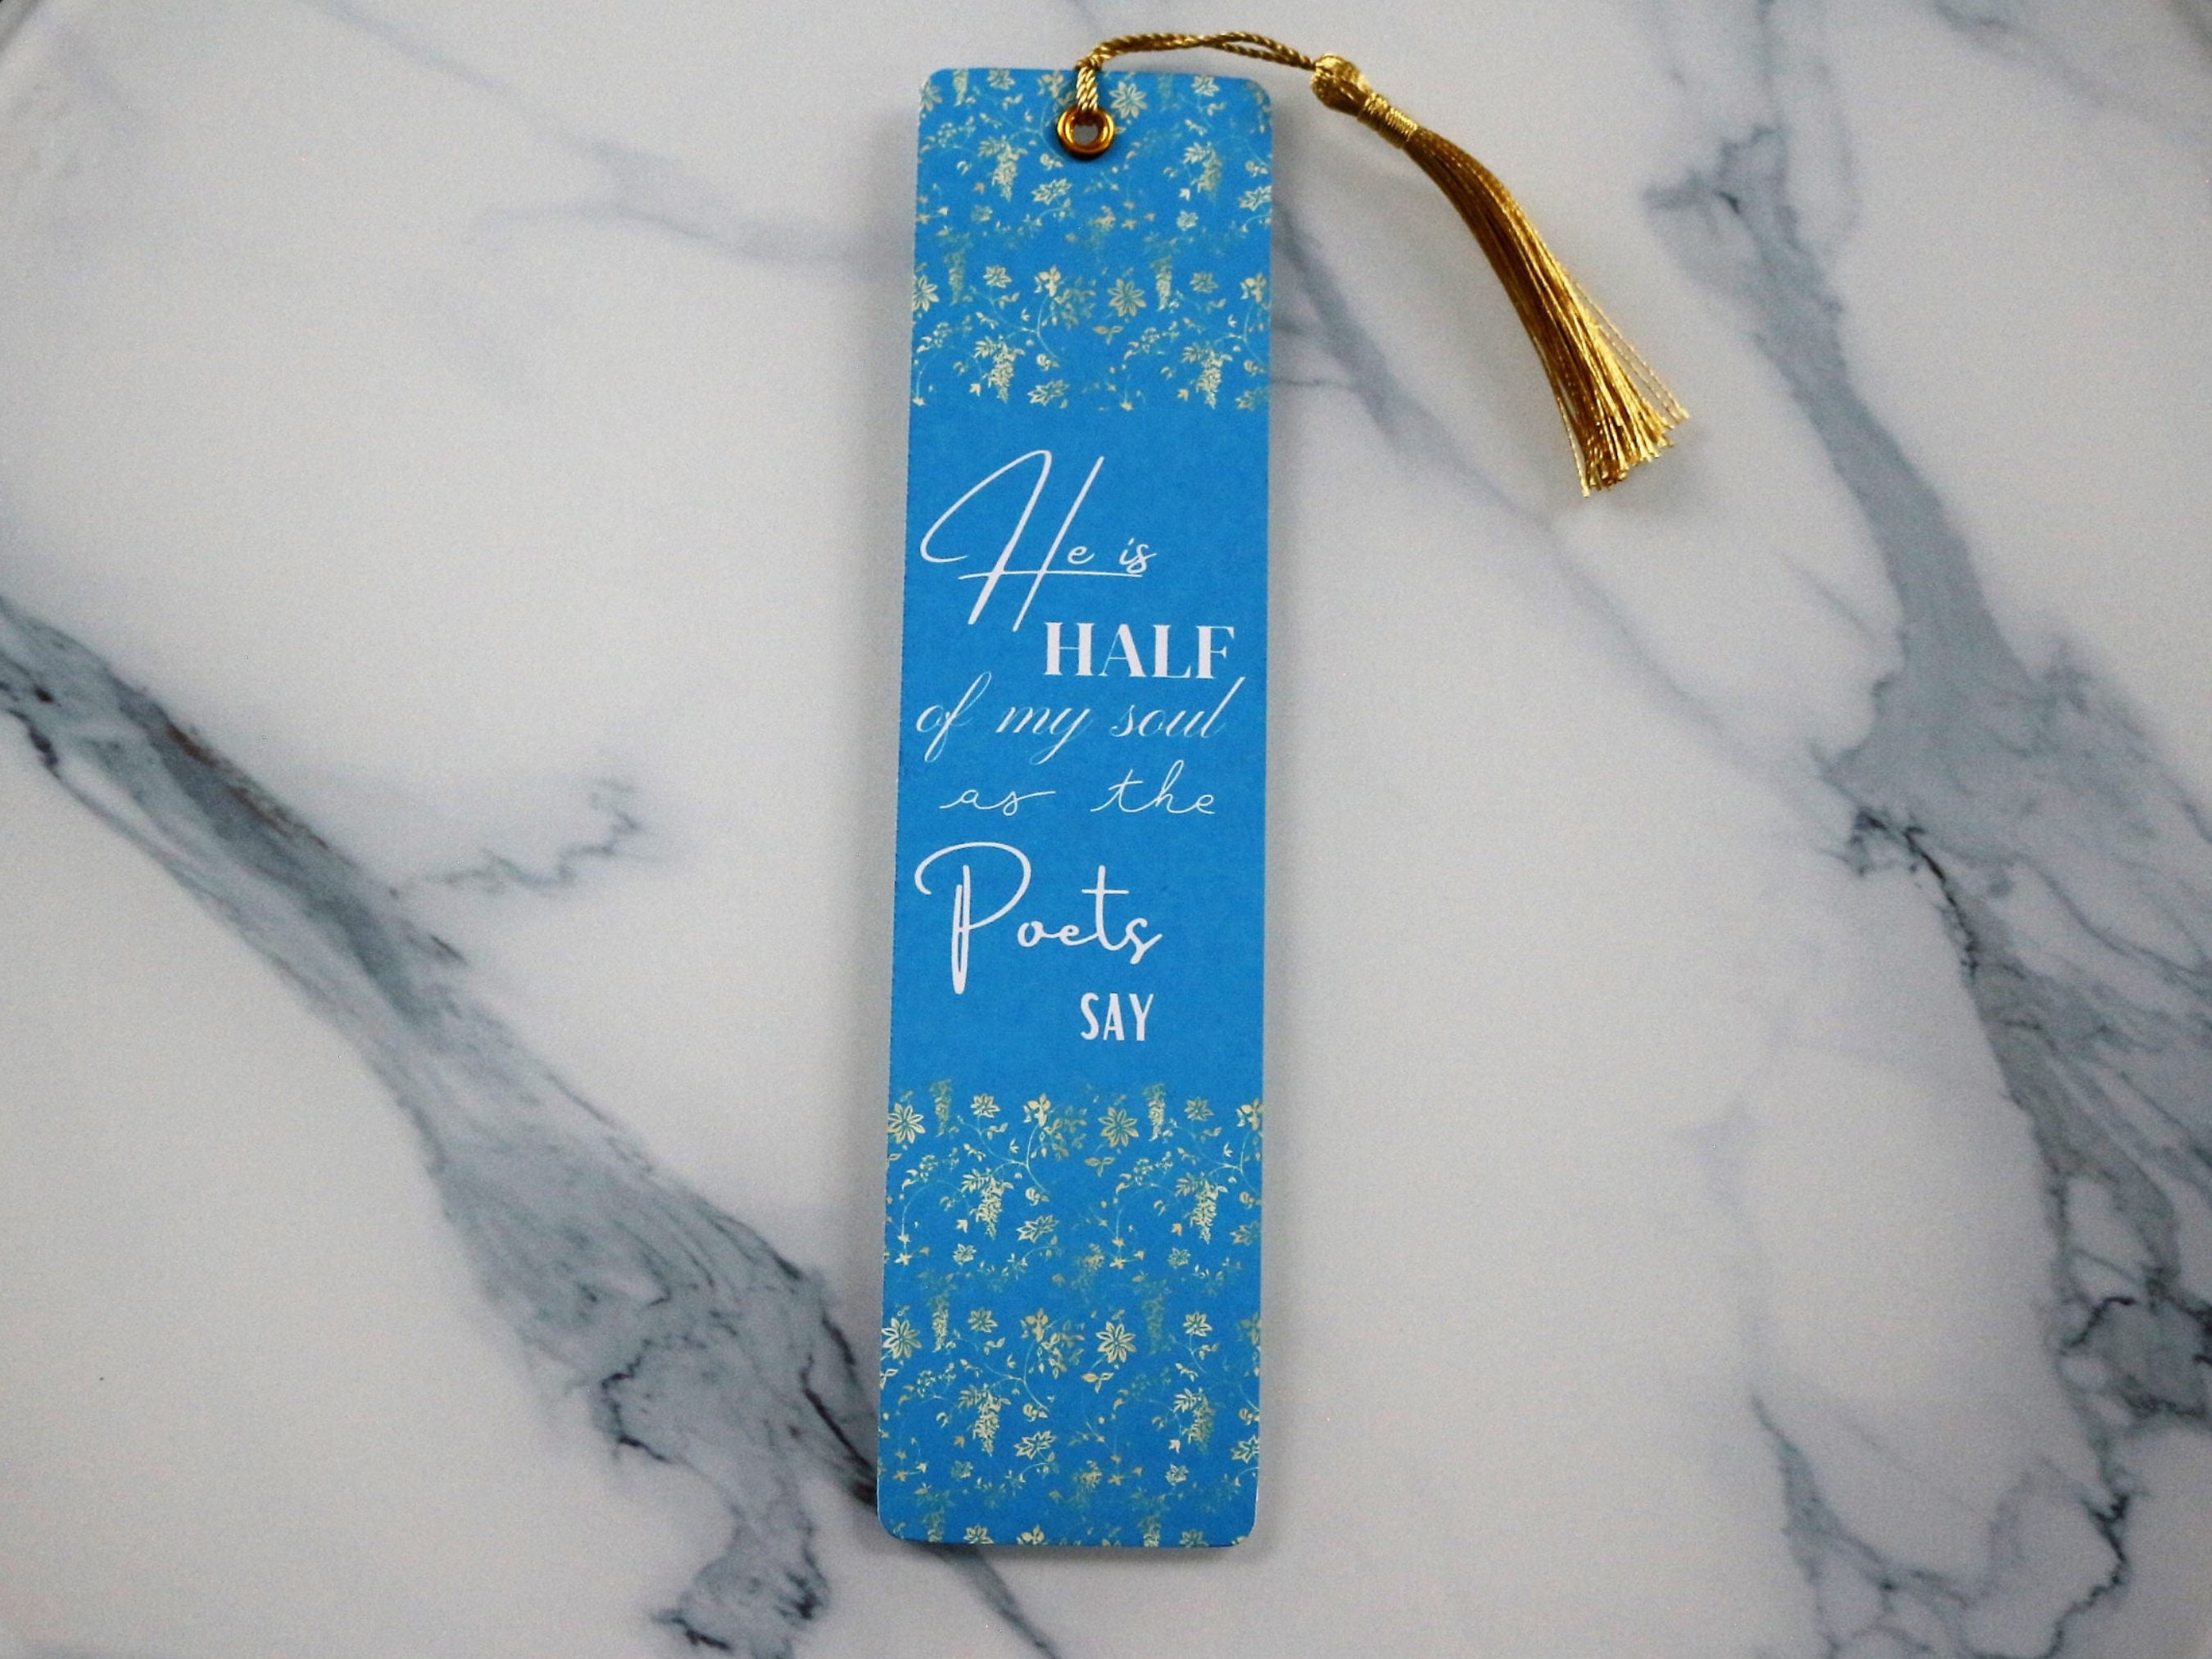 He is
HALF
of my soul
as the
Poets
SAY